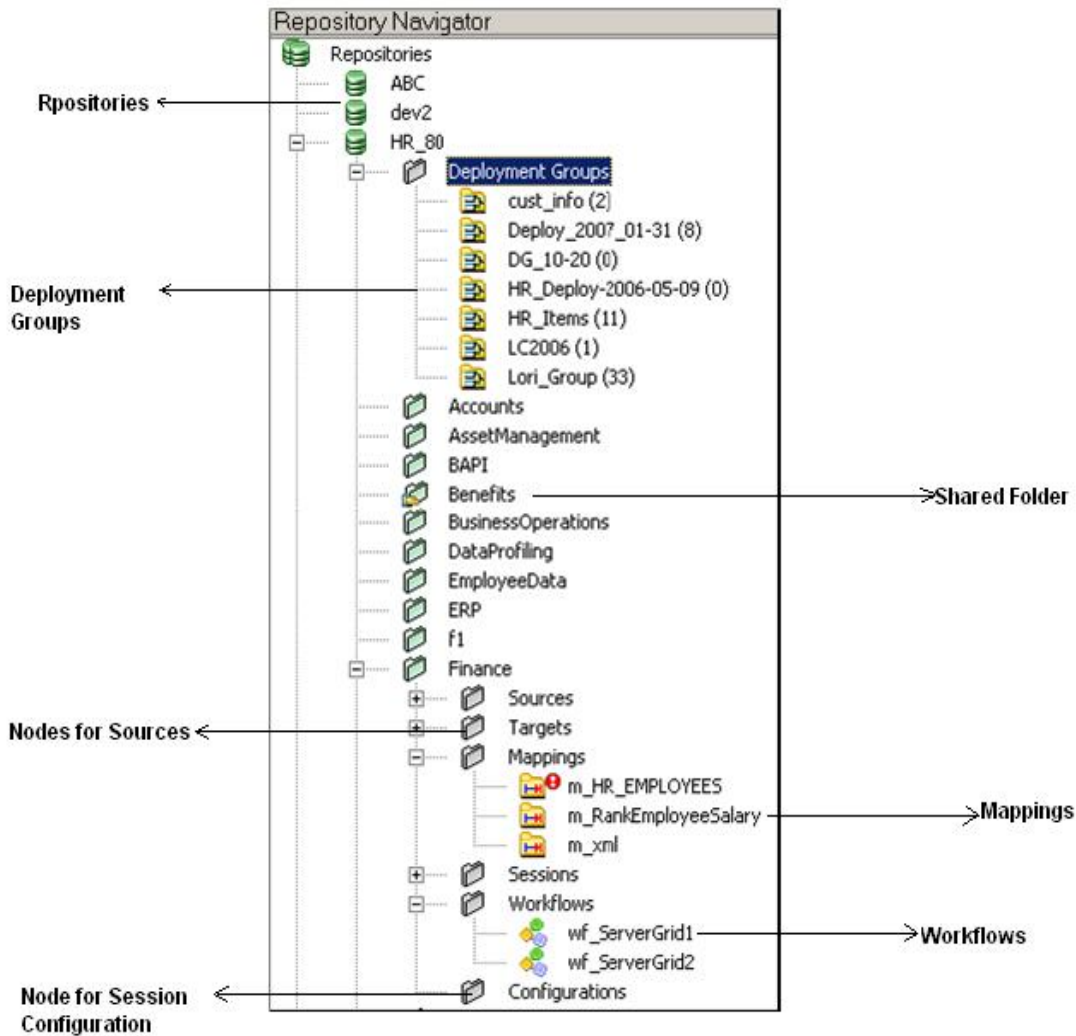 Repository Navigator
Repositories
ABC
Rpositories
dev2
HR_80
Deployment Groups
cust_info (2)
Deploy_2007_01-31 (8)
DG_10-20 (0)
Deployment
Groups
HR_Deploy-2006-05-09 (0)
HR_Items (11)
LC2006 (1)
Lori_Group (33)
Accounts
AssetManagement
BAPI
Benefits
Shared Folder
BusinessOperations
DataProfiling
EmployeeData
ERP
f1
Finance
Sources
Nodes for Sources
Targets
Mappings
m_HR_EMPLOYEES
m_RankEmployeeSalary
Mappings
m_xml
Sessions
Workflows
wf_ServerGrid1
Workflows
wf_ServerGrid2
Node for Session
Configuration
Configurations